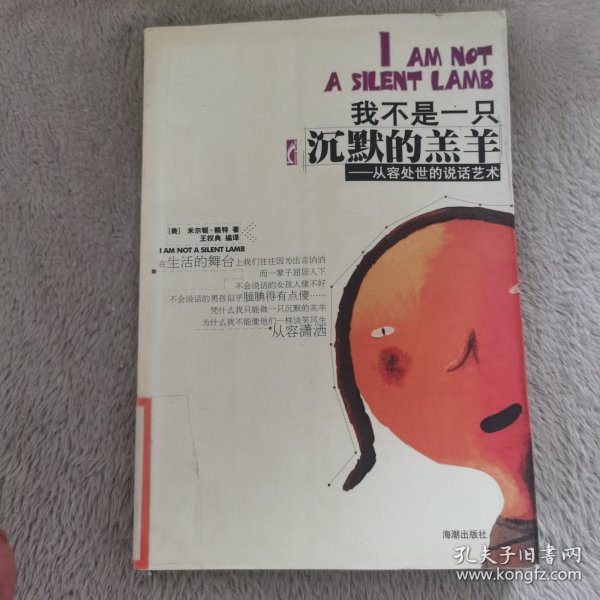 I AM NOT
A SILENT LAMB
我不是一只
沉默的羔羊
——从容处世的说话艺术
[美] 米尔顿·赖特 著
王权典 编译
I AM NOT A SILENT LAMB
在生活的舞台上我们往往因为出言讷讷
而一辈子屈居人下
不会说话的女孩人缘不好
不会说话的男孩似乎腼腆得有点傻……
凭什么我只能做一只沉默的羔羊
为什么我不能像他们一样谈笑风生
从容潇洒
海潮出版社
孔夫子旧书网
www.kongfz.com